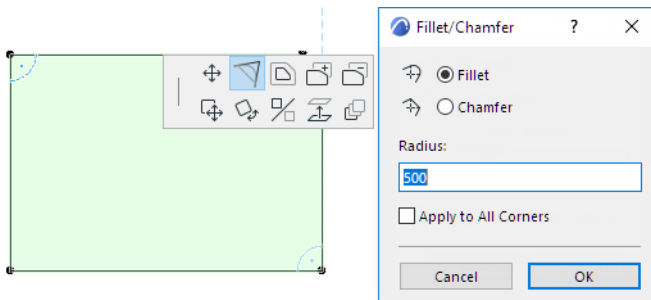 Fillet/Chamfer
?
Fillet
Chamfer
Radius:
500
Apply to All Corners
Cancel
OK